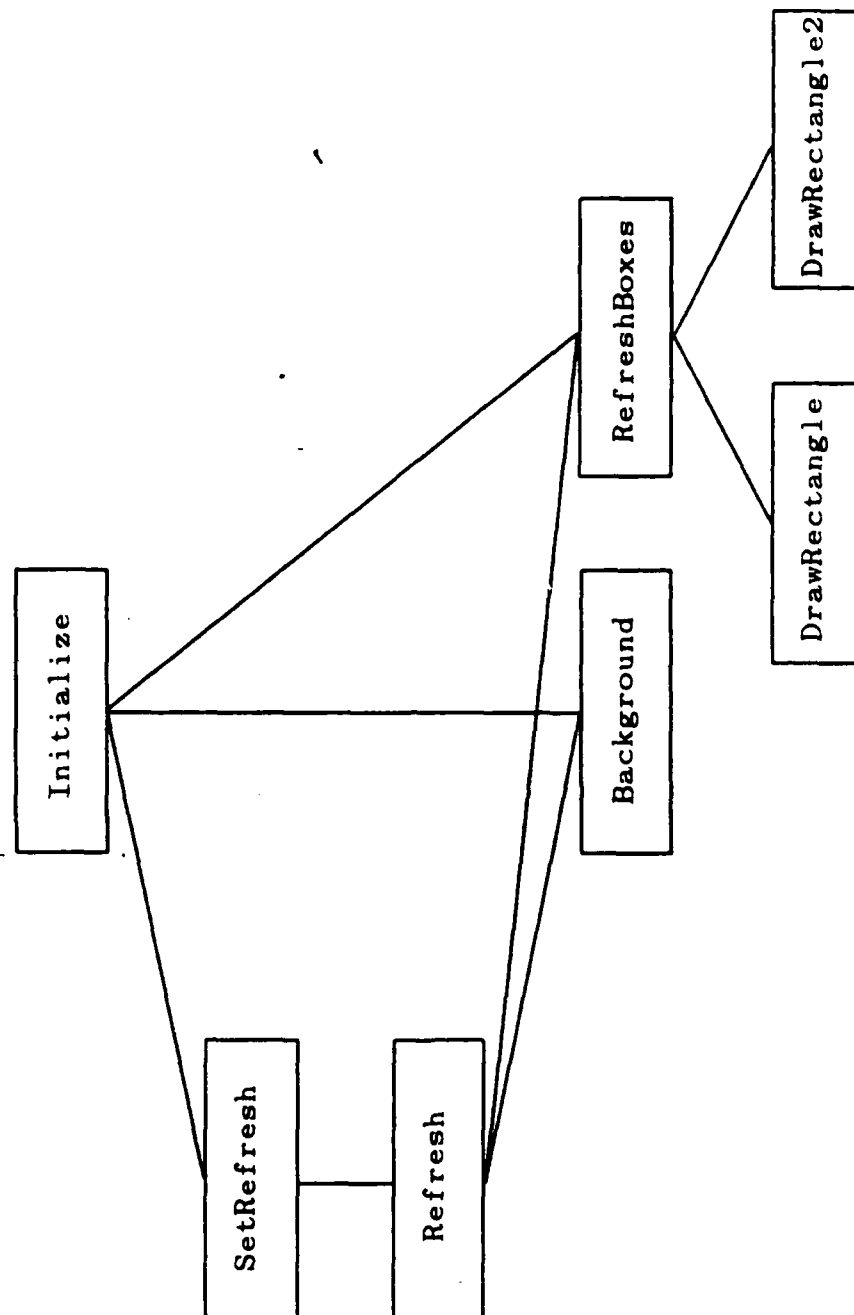 Initialize
SetRefresh
Refresh
Background
RefreshBoxes
DrawRectangle
DrawRectangle2